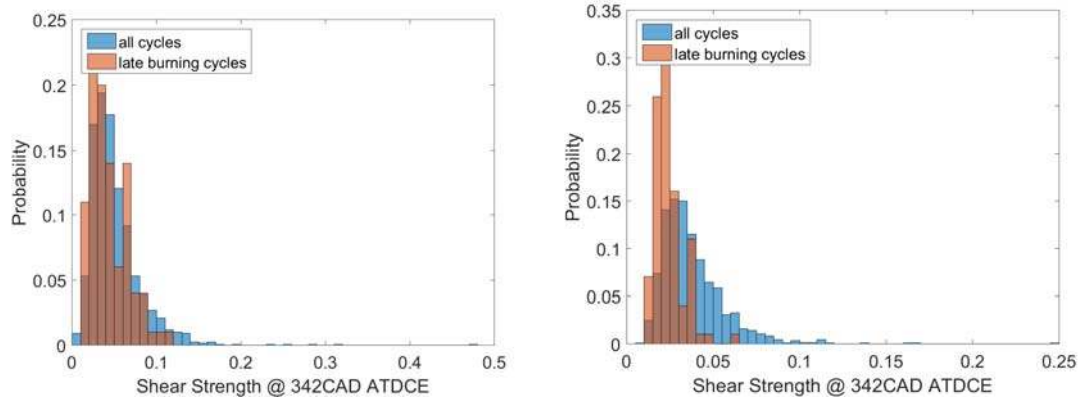 0.25
all cycles
late burning cycles
0.2
0.15
0.1
0.05
0
Probability
0 0.1 0.2 0.3 0.4 0.5
Shear Strength @ 342CAD ATDCE
0.35
all cycles
late burning cycles
0.3
0.25
0.2
0.15
0.1
0.05
0
Probability
0 0.05 0.1 0.15 0.2 0.25
Shear Strength @ 342CAD ATDCE